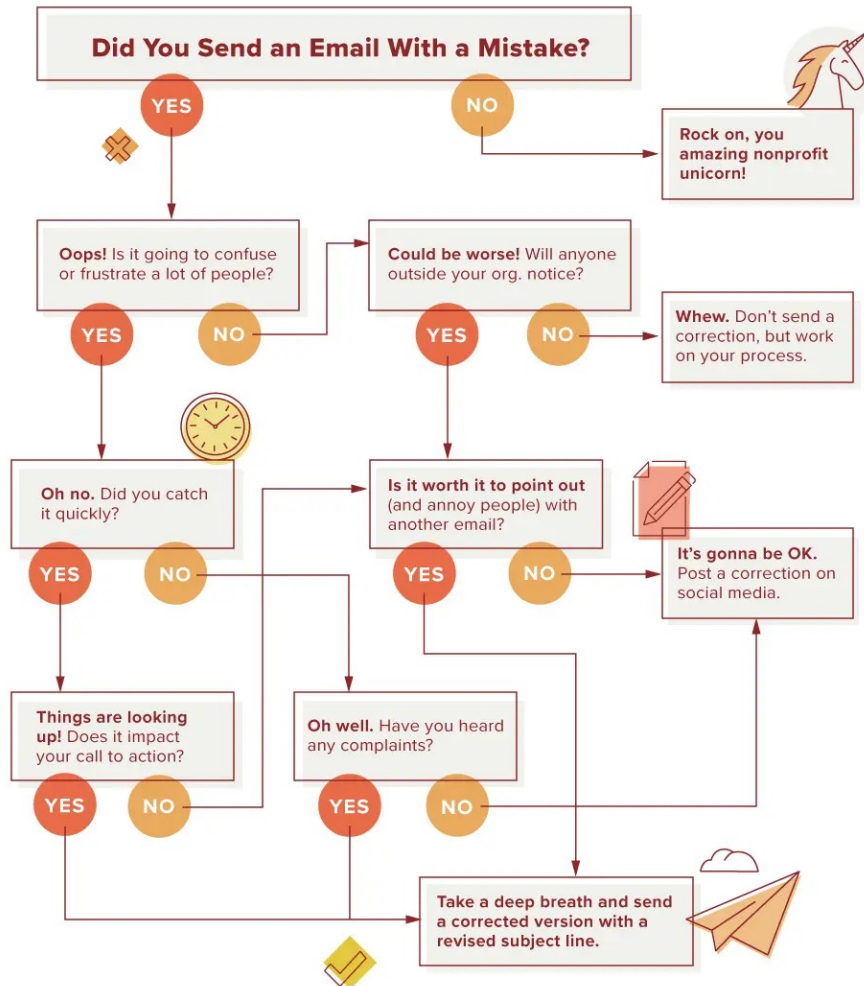 Did You Send an Email With a Mistake?
YES
NO
Rock on, you
amazing nonprofit
unicorn!
Oops! Is it going to confuse
or frustrate a lot of people?
YES
NO
Could be worse! Will anyone
outside your org. notice?
YES
NO
Whew. Don’t send a
correction, but work
on your process.
Oh no. Did you catch
it quickly?
YES
NO
Is it worth it to point out
(and annoy people) with
another email?
YES
NO
It’s gonna be OK.
Post a correction on
social media.
Things are looking
up! Does it impact
your call to action?
YES
NO
Oh well. Have you heard
any complaints?
YES
NO
Take a deep breath and send
a corrected version with a
revised subject line.